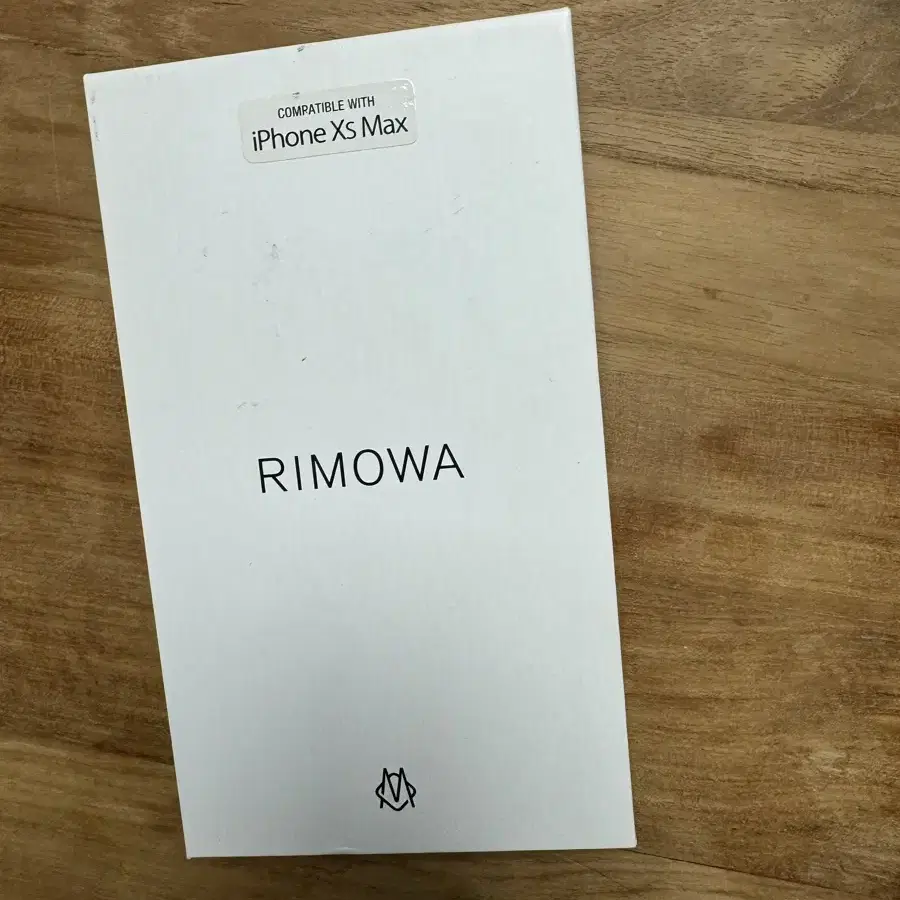 COMPATIBLE WITH
iPhone Xs Max
RIMOWA